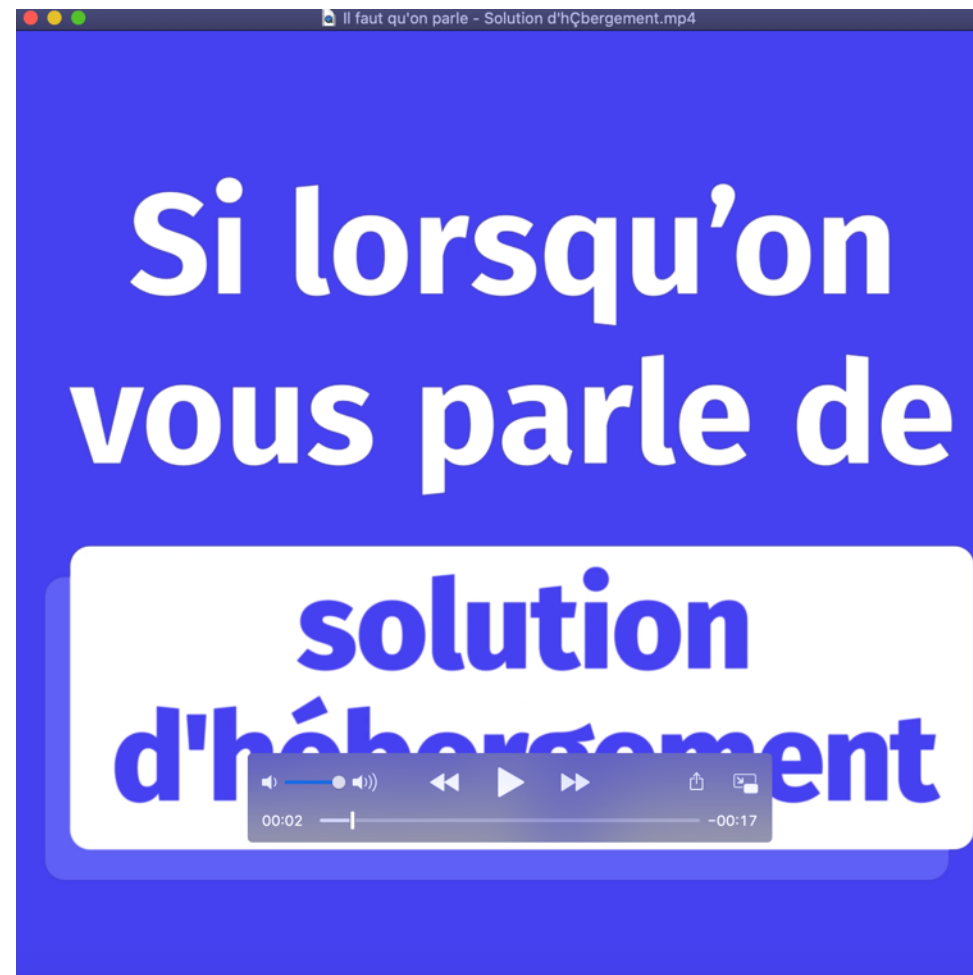 Il faut qu'on parle - Solution d'hÇbergement.mp4
Si lorsqu’on
vous parle de
solution
d'hébergement
00:02
-00:17